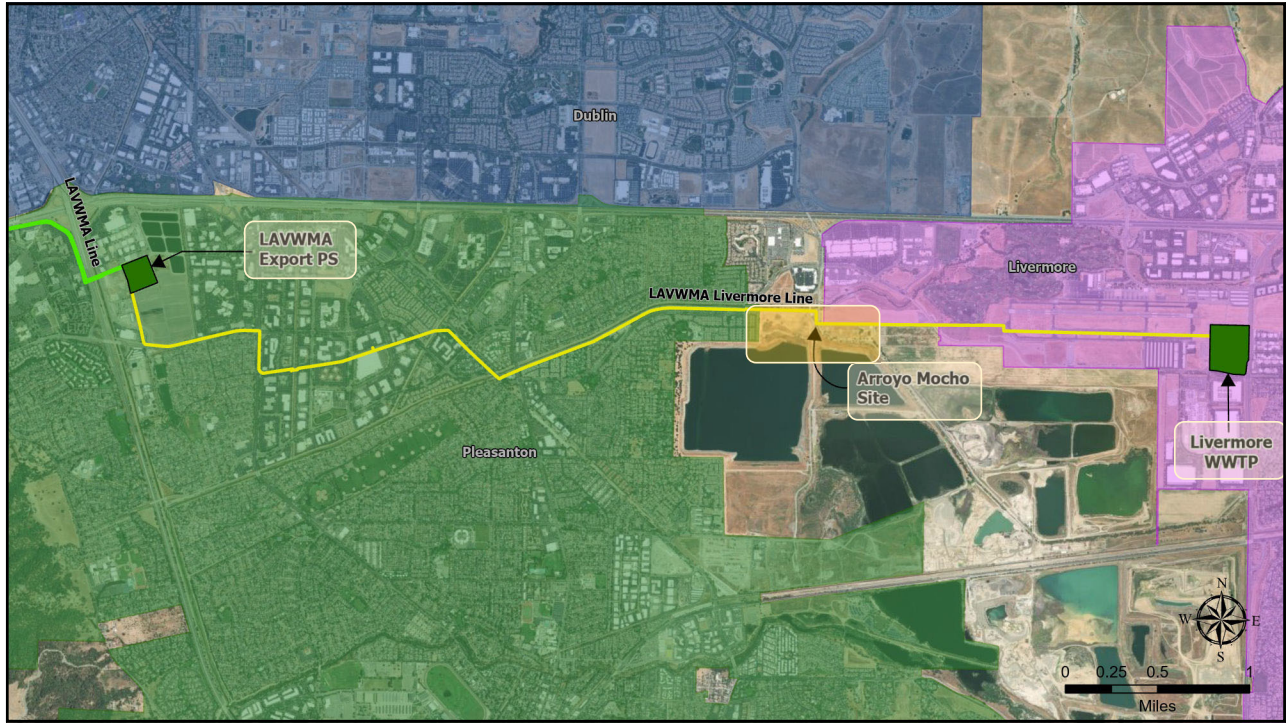 Dublin
LAVWMA Line
LAVWMA
Export PS
Livermore
LAVWMA Livermore Line
Arroyo Mocho
Site
Livermore
WWTP
Pleasanton
N
W
E
S
0 0.25 0.5 1
Miles